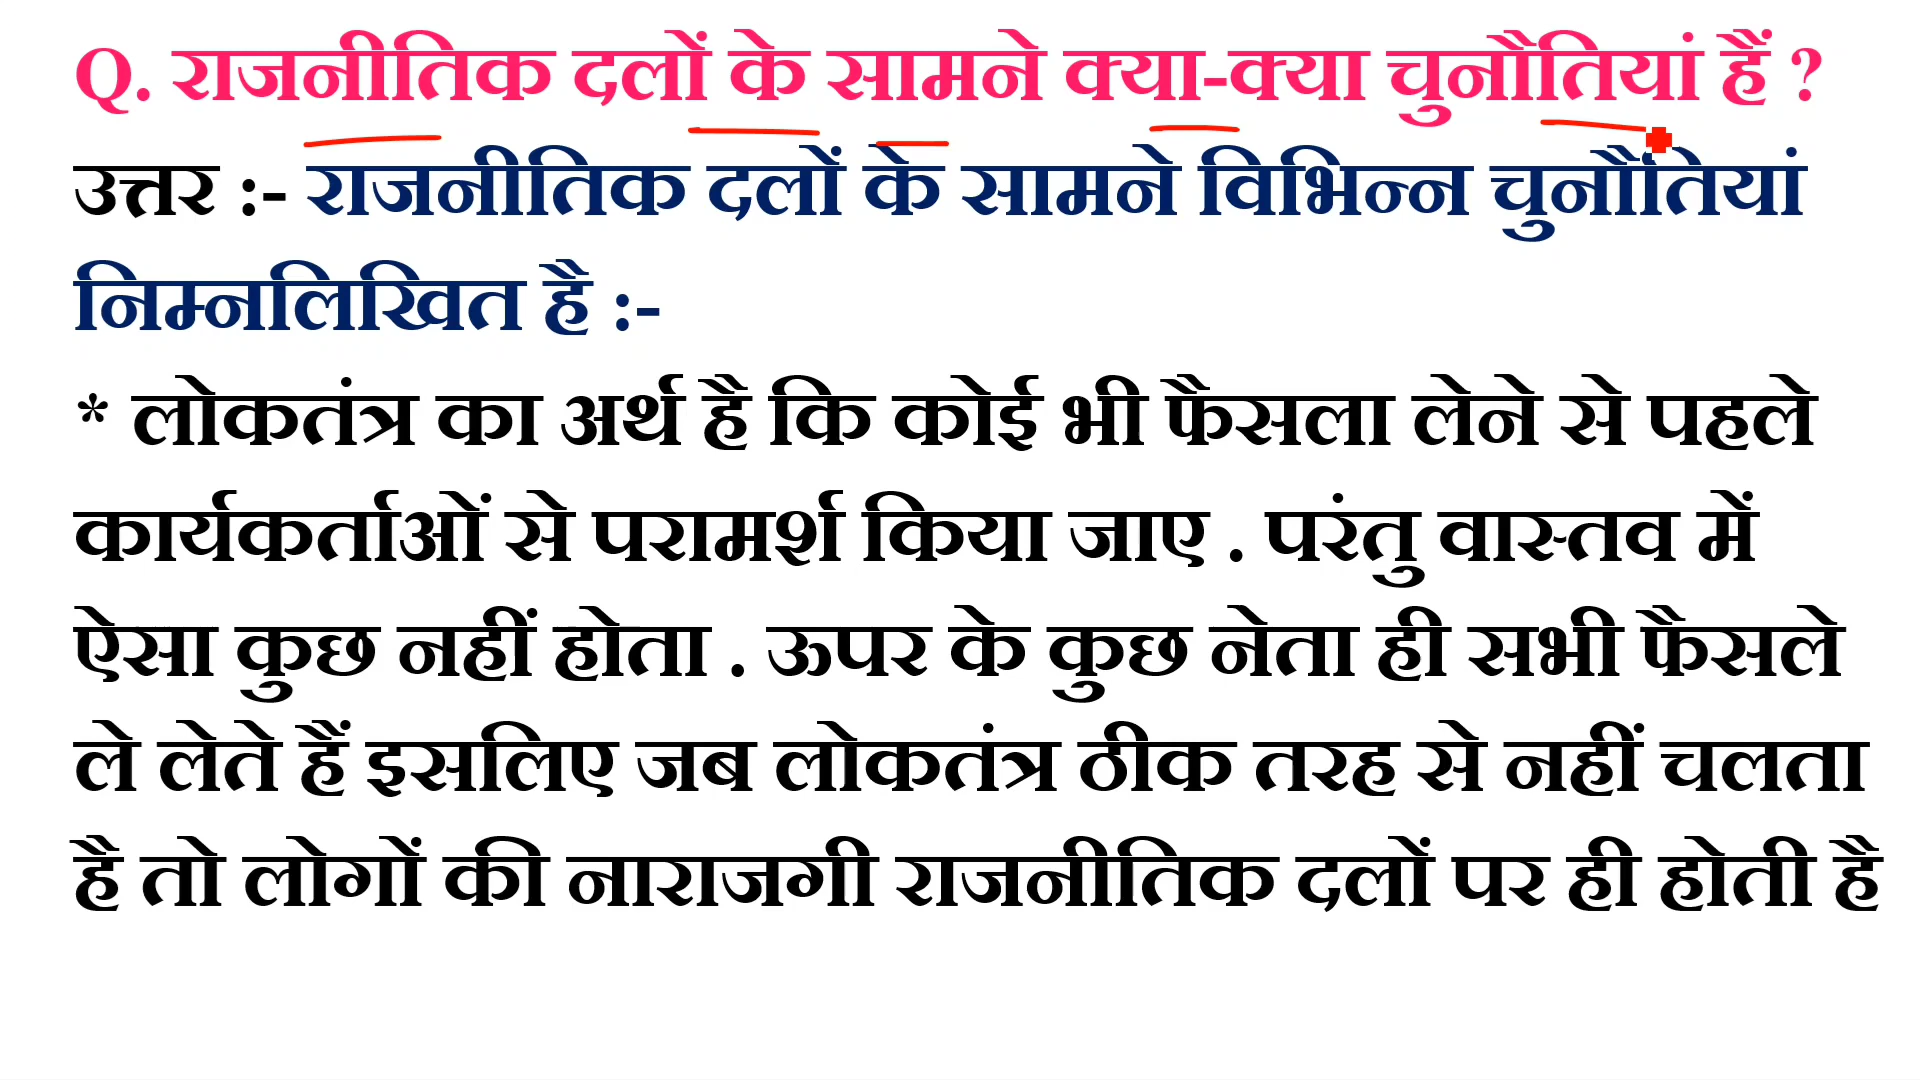 Q. राजनीतिक दलों के सामने क्या-क्या चुनौतियां हैं ?
उत्तर :- राजनीतिक दलों के सामने विभिन्न चुनौतियां
निम्नलिखित है :-
* लोकतंत्र का अर्थ है कि कोई भी फैसला लेने से पहले
कार्यकर्ताओं से परामर्श किया जाए . परंतु वास्तव में
ऐसा कुछ नहीं होता . ऊपर के कुछ नेता ही सभी फैसले
ले लेते हैं इसलिए जब लोकतंत्र ठीक तरह से नहीं चलता
है तो लोगों की नाराजगी राजनीतिक दलों पर ही होती है